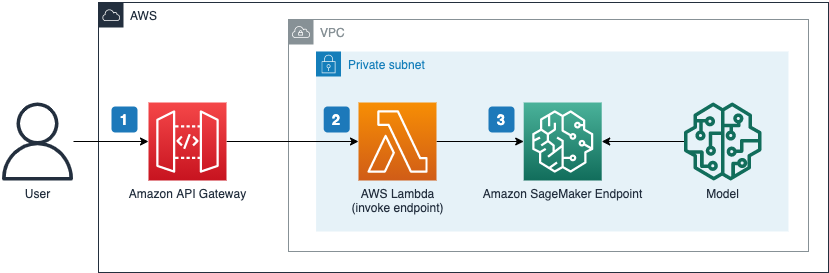 AWS
VPC
Private subnet
1
2
3
</>
User
Amazon API Gateway
AWS Lambda
(invoke endpoint)
Amazon SageMaker Endpoint
Model